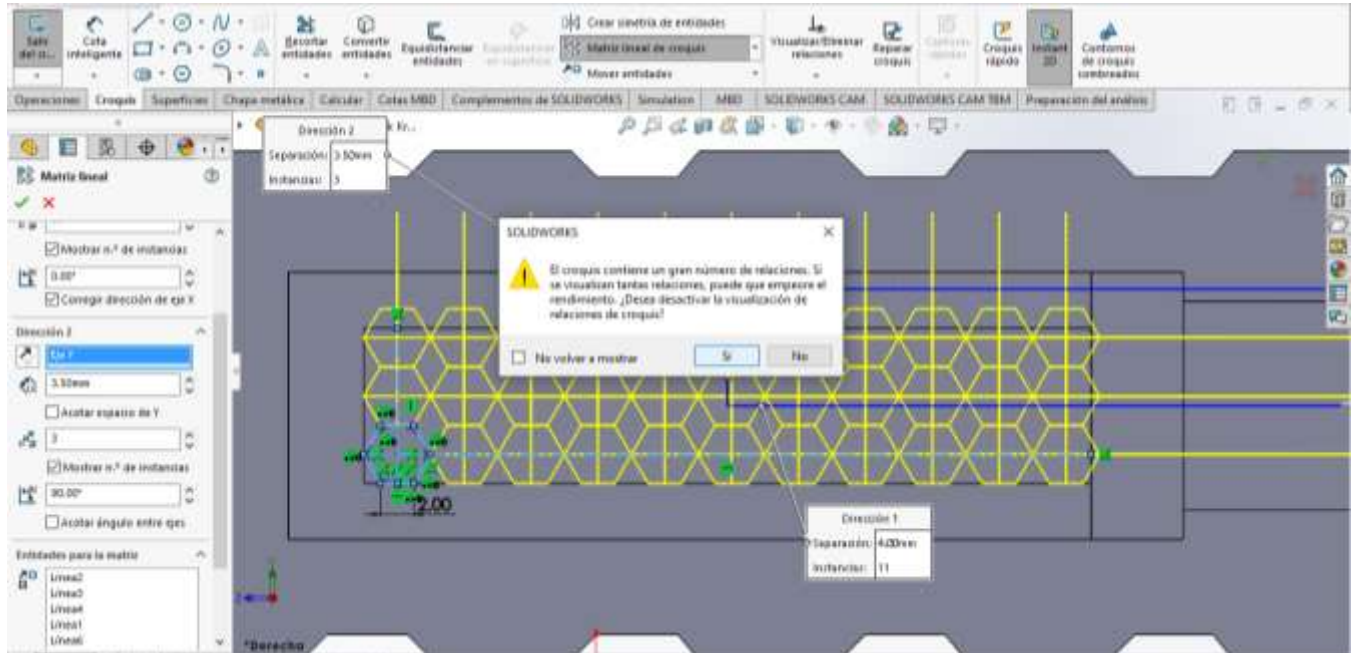 Salir del c...
Cota inteligente
Recortar entidades
Convertir entidades
Equidistanciar entidades
Crear simetría de entidades
Matriz lineal de croquis
Mover entidades
Visualizar/Eliminar relaciones
Reparar croquis
Croquis rápido
Instant 2D
Contornos de croquis sombreados
Operaciones
Croquis
Superficies
Chapa metálica
Calcular
Cotas MBD
Complementos de SOLIDWORKS
Simulation
MBD
SOLIDWORKS CAM
SOLIDWORKS CAM TBM
Preparación del análisis
Dirección 2
Separación: 3.50mm
Instancias: 3
k Kr...
Matriz lineal
Mostrar n.º de instancias
0.00°
Corregir dirección de eje X
Dirección 2
Eje Y
3.50mm
Acotar espacio de Y
3
Mostrar n.º de instancias
90.00°
Acotar ángulo entre ejes
Entidades para la matriz
Línea2
Línea3
Línea4
Línea1
Línea6
SOLIDWORKS
El croquis contiene un gran número de relaciones. Si
se visualizan tantas relaciones, puede que empeore el
rendimiento. ¿Desea desactivar la visualización de
relaciones de croquis?
No volver a mostrar
Sí
No
2.00
Dirección 1
Separación: 4.00mm
Instancias: 11
*Derecha